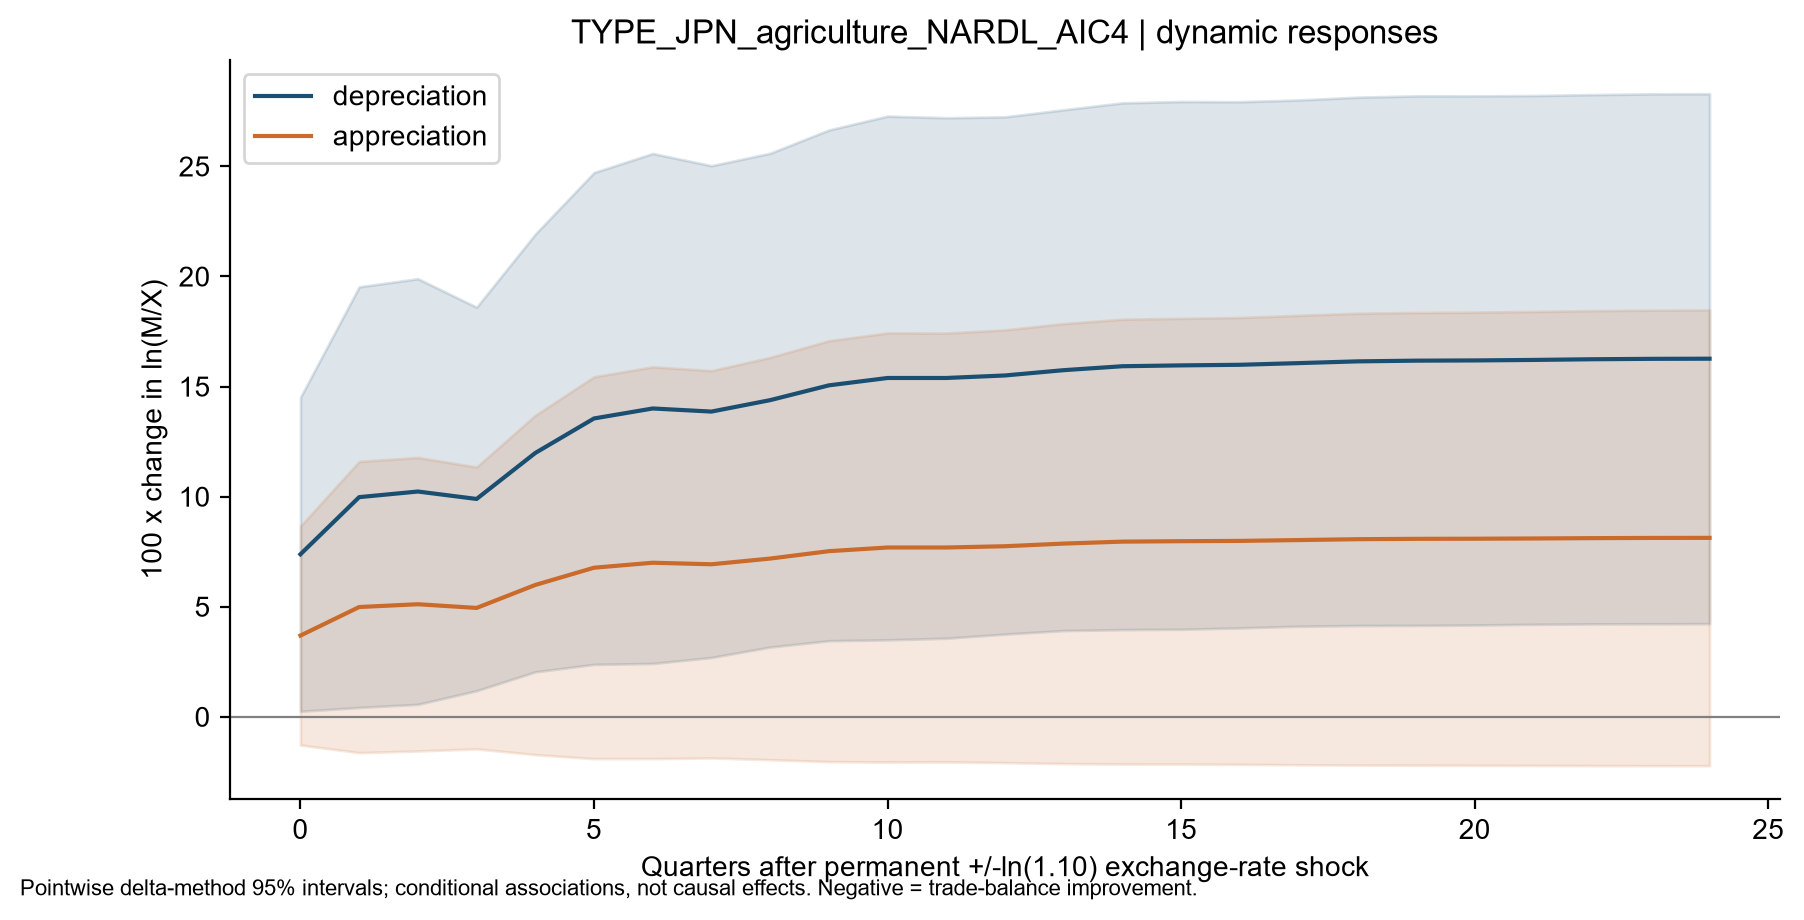 TYPE_JPN_agriculture_NARDL_AIC4 | dynamic responses
depreciation
appreciation
100 x change in ln(M/X)
25
20
15
10
5
0
0 5 10 15 20 25
Quarters after permanent +/-ln(1.10) exchange-rate shock
Pointwise delta-method 95% intervals; conditional associations, not causal effects. Negative = trade-balance improvement.